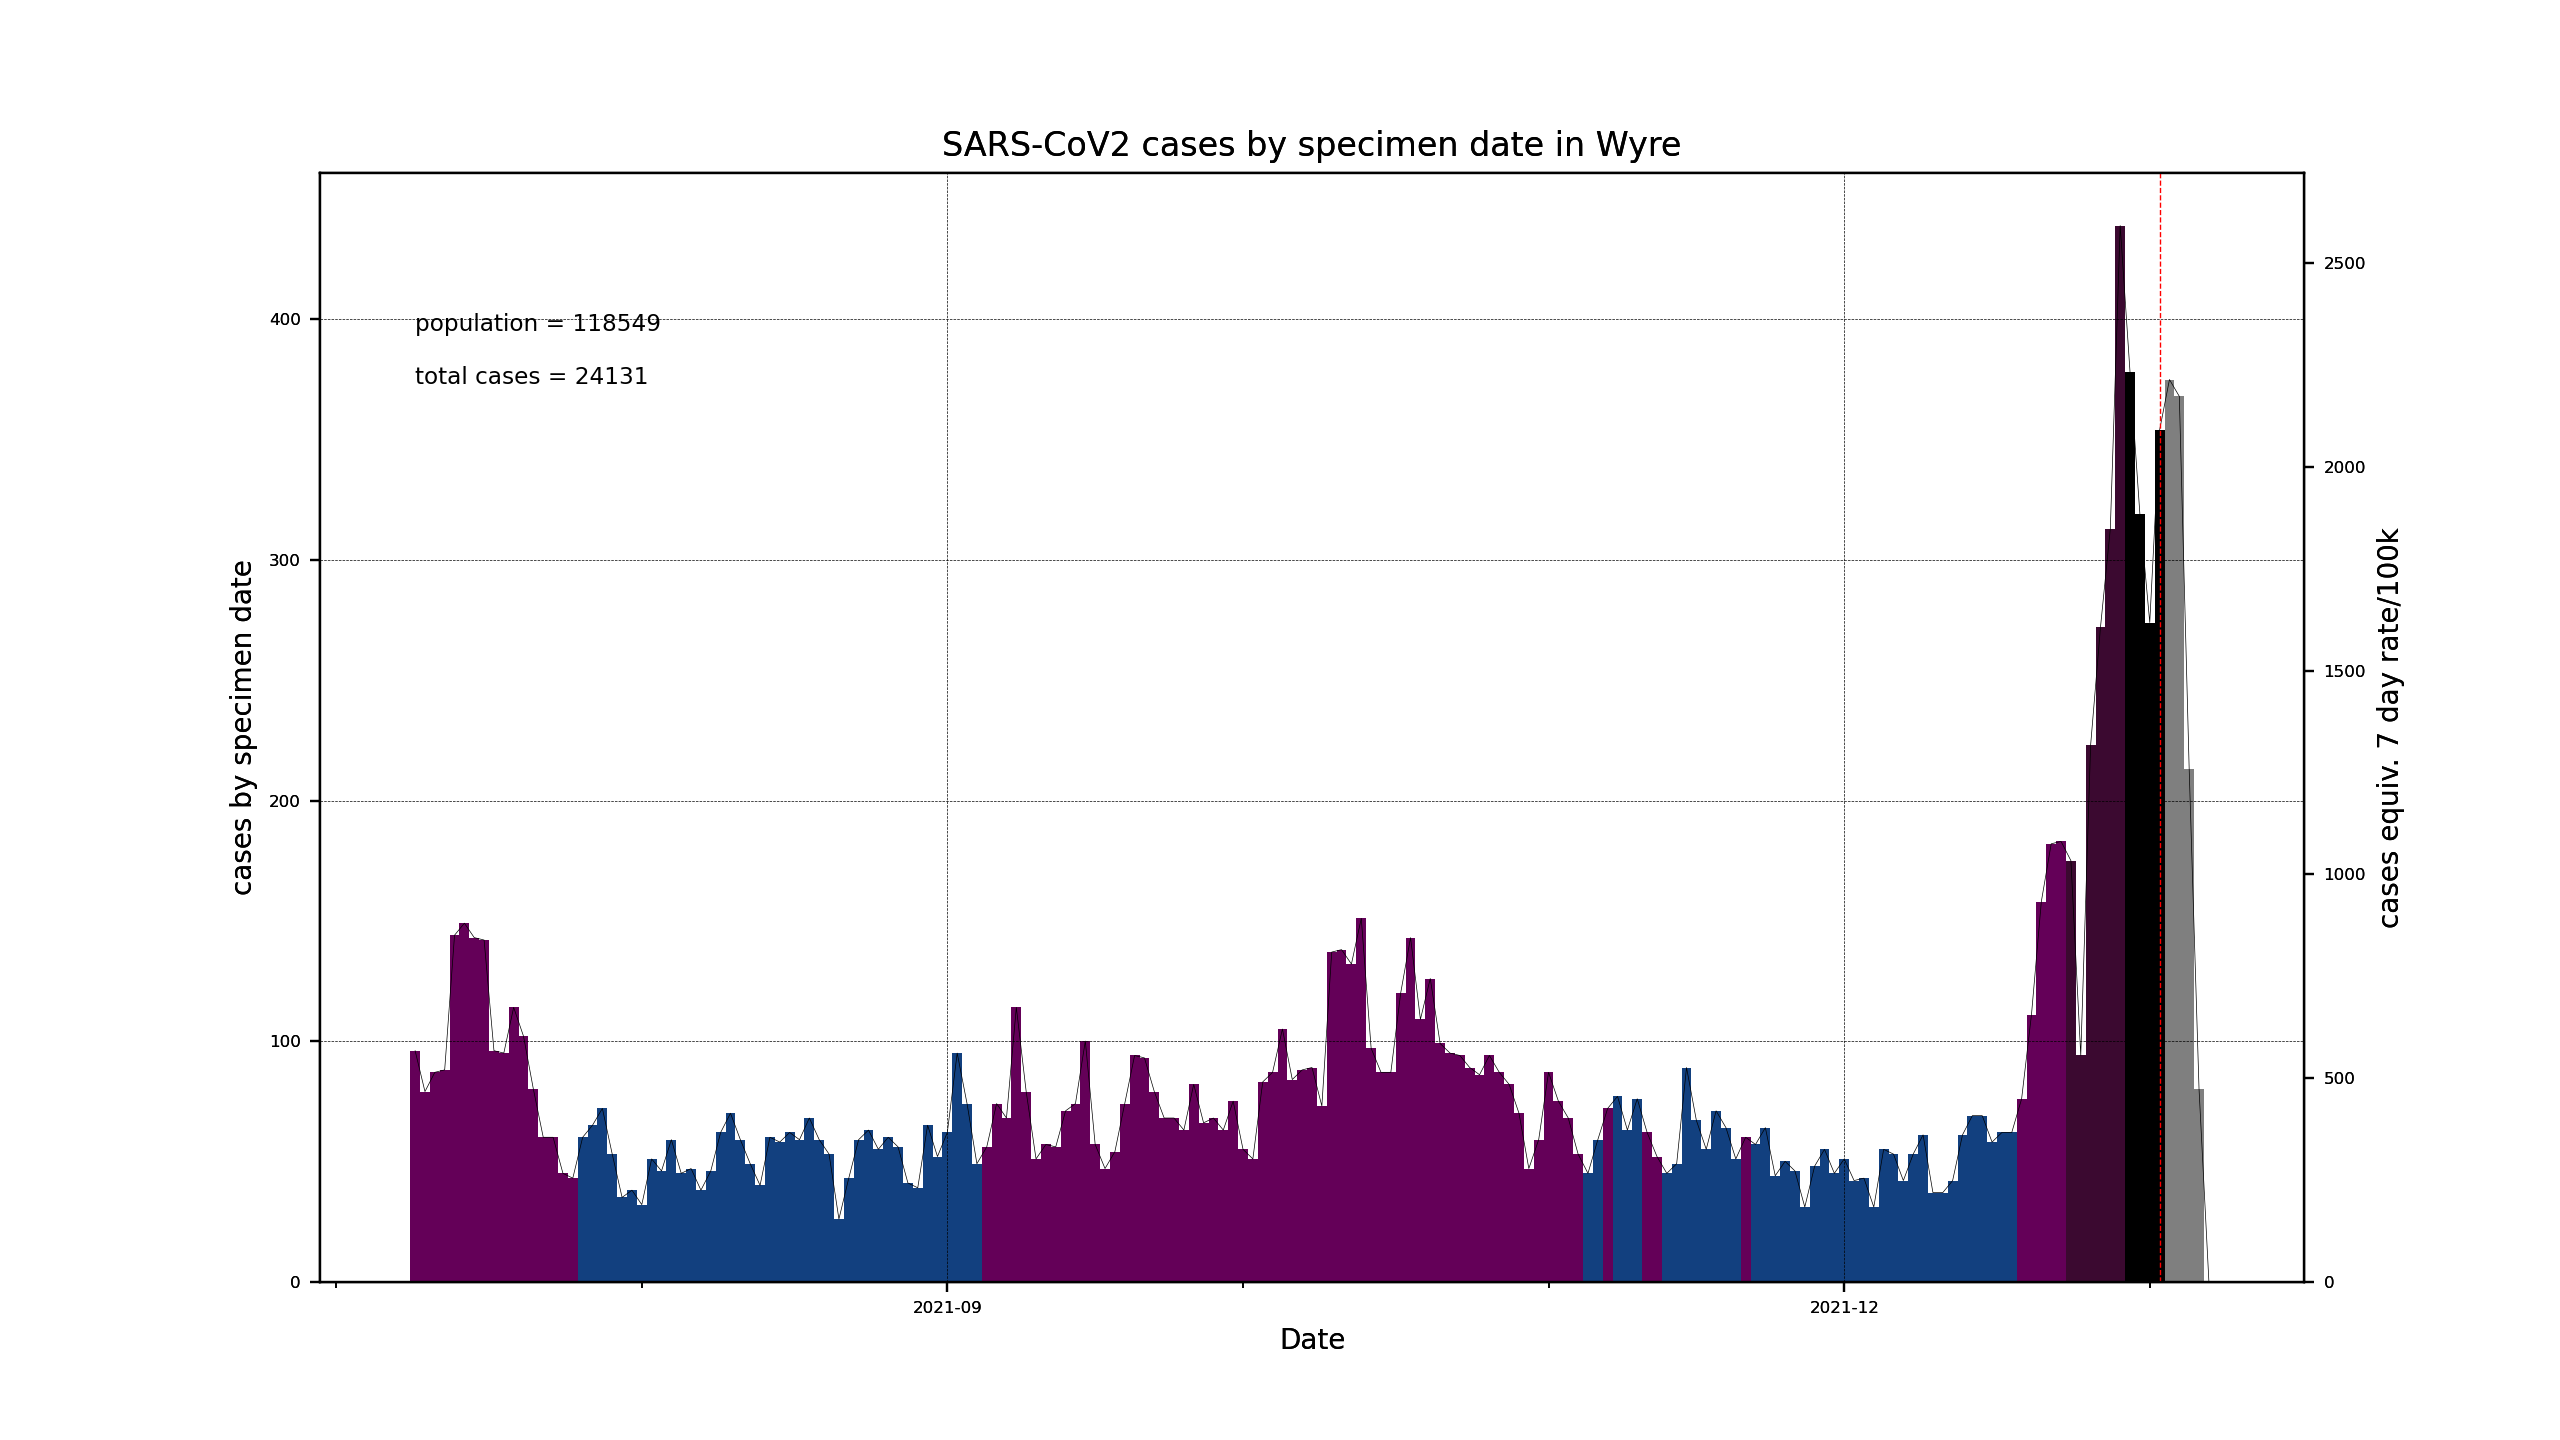 SARS-CoV2 cases by specimen date in Wyre
population = 118549
total cases = 24131
cases by specimen date
400
300
200
100
0
2500
2000
1500
1000
500
0
cases equiv. 7 day rate/100k
2021-09
2021-12
Date